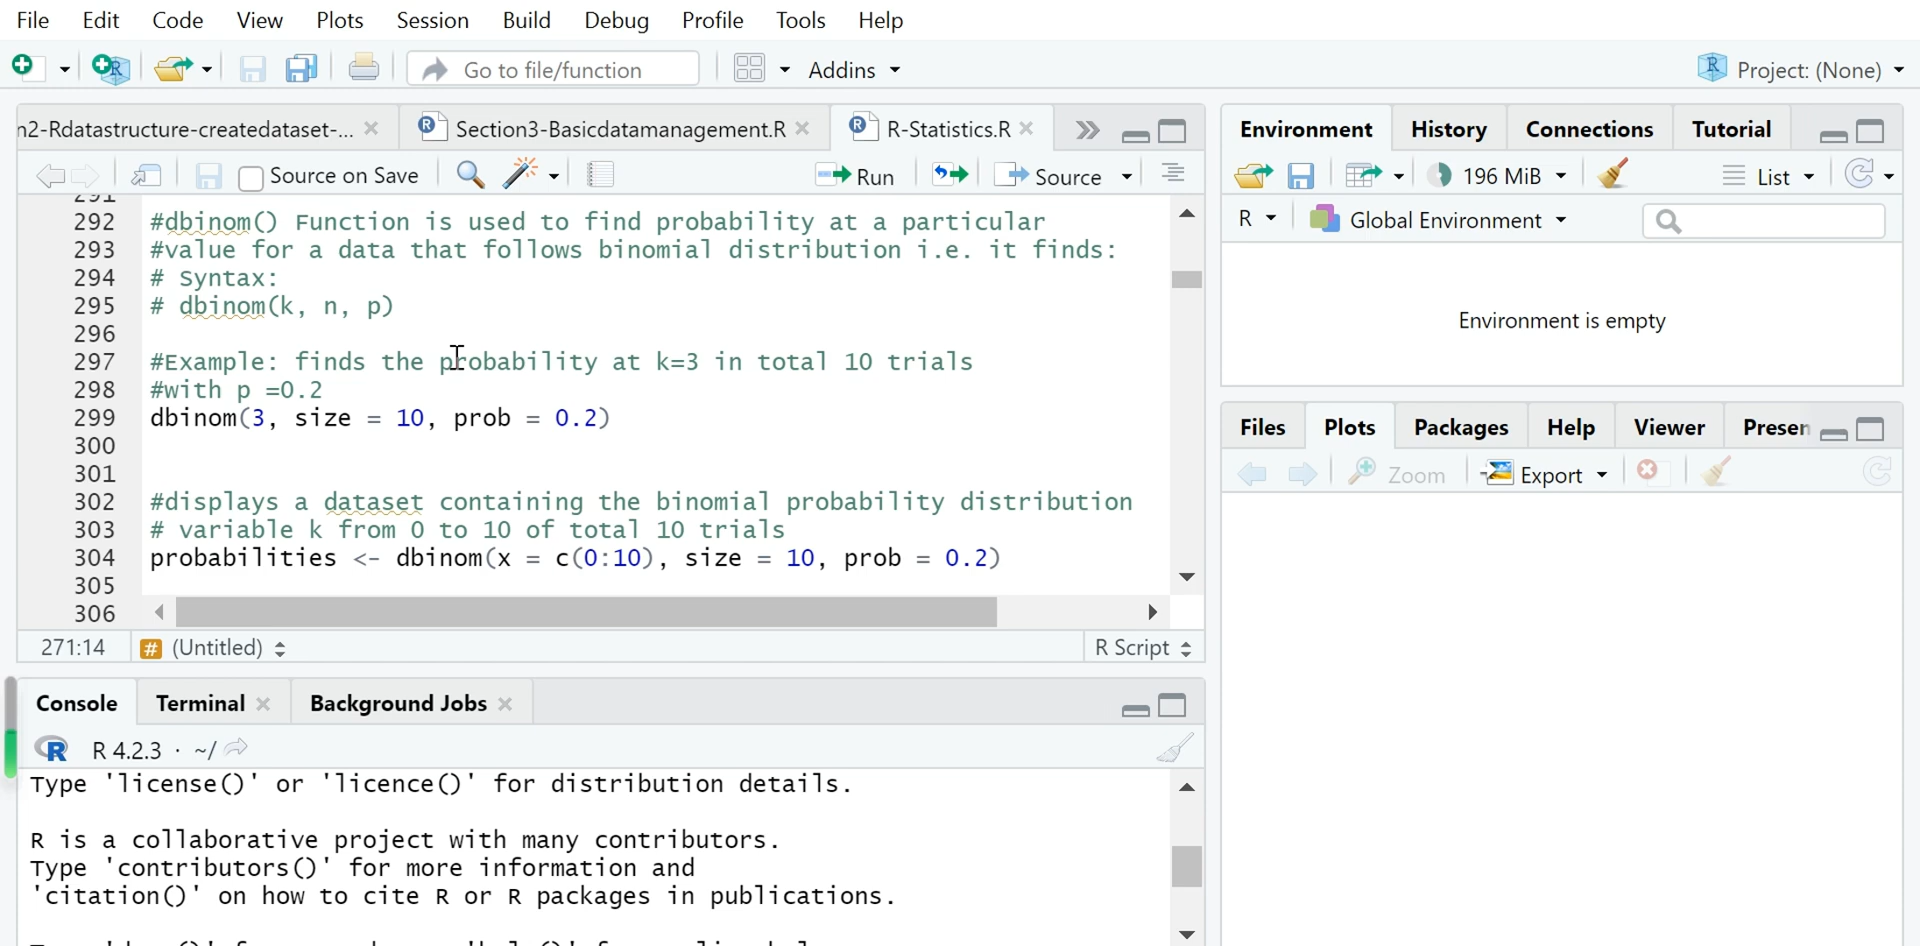 File Edit Code View Plots Session Build Debug Profile Tools Help
Go to file/function Addins Project: (None)
n2-Rdatastructure-createdataset-... Section3-Basicdatamanagement.R R-Statistics.R
Source on Save Run Source
291
292 #dbinom() Function is used to find probability at a particular
293 #value for a data that follows binomial distribution i.e. it finds:
294 # Syntax:
295 # dbinom(k, n, p)
296
297 #Example: finds the probability at k=3 in total 10 trials
298 #with p =0.2
299 dbinom(3, size = 10, prob = 0.2)
300
301
302 #displays a dataset containing the binomial probability distribution
303 # variable k from 0 to 10 of total 10 trials
304 probabilities <- dbinom(x = c(0:10), size = 10, prob = 0.2)
305
306
271:14 # (Untitled) R Script
Console Terminal Background Jobs
R R 4.2.3 · ~/
Type 'license()' or 'licence()' for distribution details.
R is a collaborative project with many contributors.
Type 'contributors()' for more information and
'citation()' on how to cite R or R packages in publications.
Environment History Connections Tutorial
196 MiB List
R Global Environment
Environment is empty
Files Plots Packages Help Viewer Presen
Zoom Export